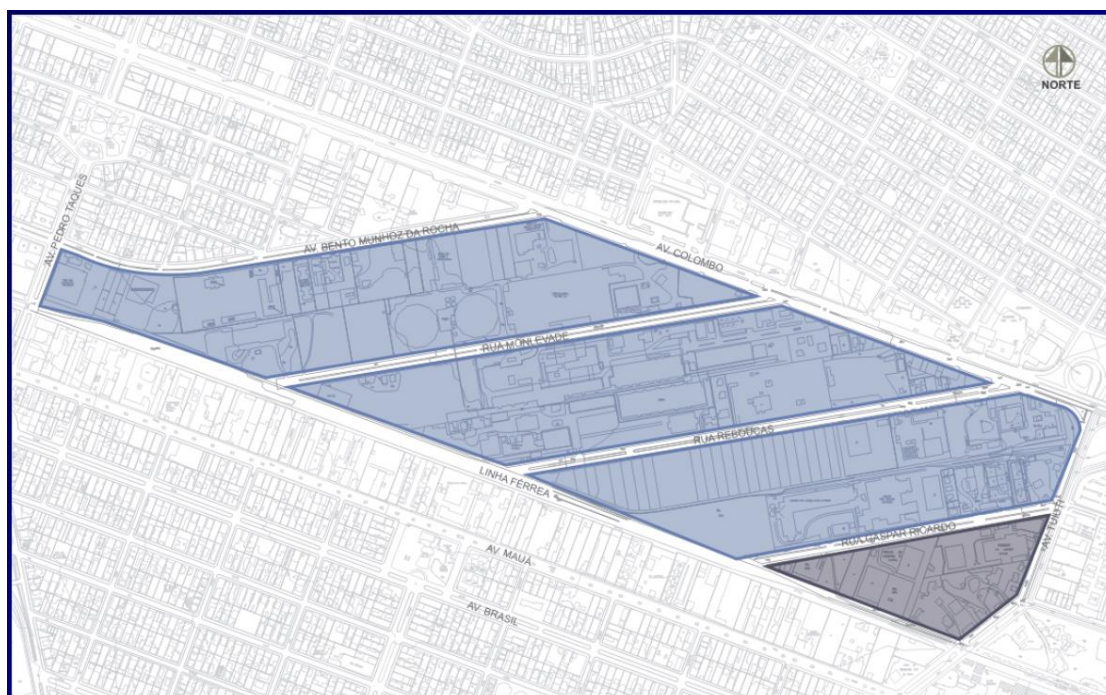 NORTE
AV. PEDRO TAQUES
AV. BENTO MUNHOZ DA ROCHA
AV. COLOMBO
RUA MONLEVADE
RUA REBOUÇAS
LINHA FÉRREA
RUA GASPAR RICARDO
AV. TUIUTI
AV. MAUÁ
AV. BRASIL